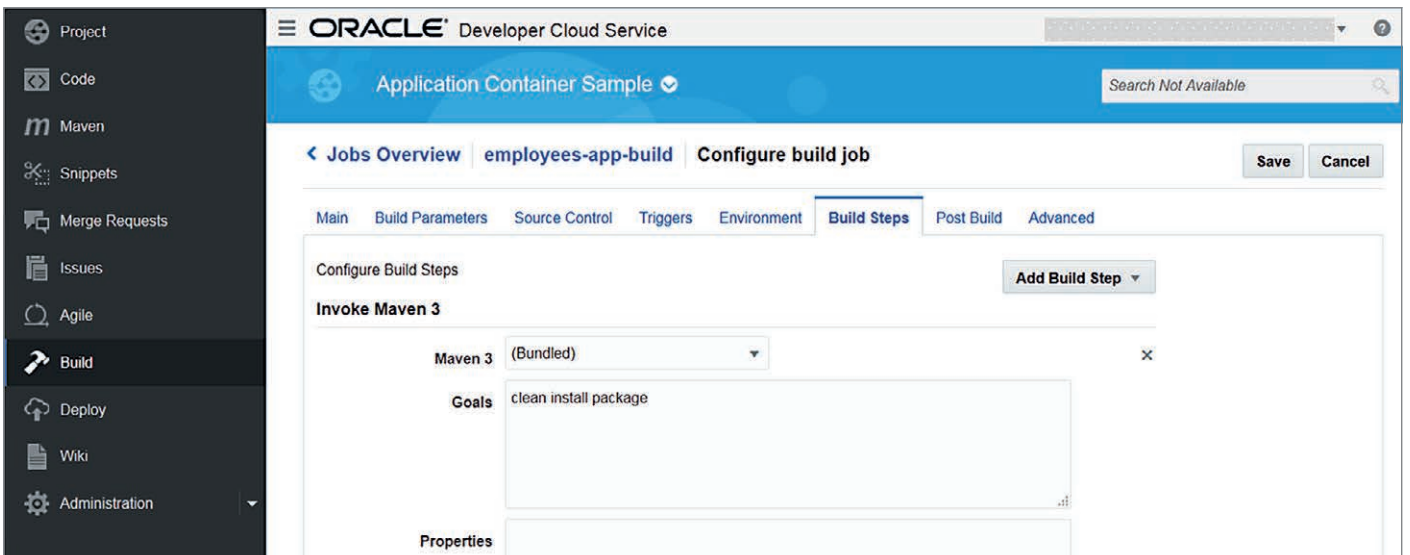 Project
Code
Maven
Snippets
Merge Requests
Issues
Agile
Build
Deploy
Wiki
Administration
ORACLE Developer Cloud Service
Application Container Sample
Search Not Available
Jobs Overview employees-app-build Configure build job
Save Cancel
Main Build Parameters Source Control Triggers Environment Build Steps Post Build Advanced
Configure Build Steps
Add Build Step
Invoke Maven 3
Maven 3 (Bundled)
Goals clean install package
Properties